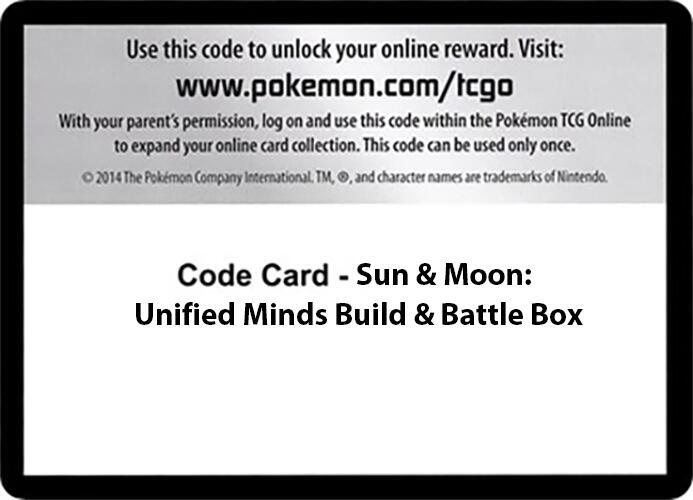 Use this code to unlock your online reward. Visit:
www.pokemon.com/tcgo
With your parent's permission, log on and use this code within the Pokémon TCG Online
to expand your online card collection. This code can be used only once.
© 2014 The Pokémon Company International. TM, ®, and character names are trademarks of Nintendo.
Code Card - Sun & Moon:
Unified Minds Build & Battle Box